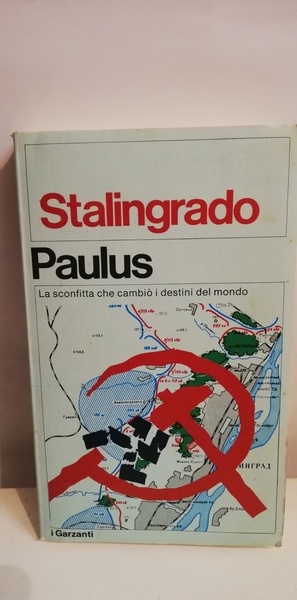 Stalingrado
Paulus
La sconfitta che cambiò i destini del mondo
ИНГРАД
i Garzanti